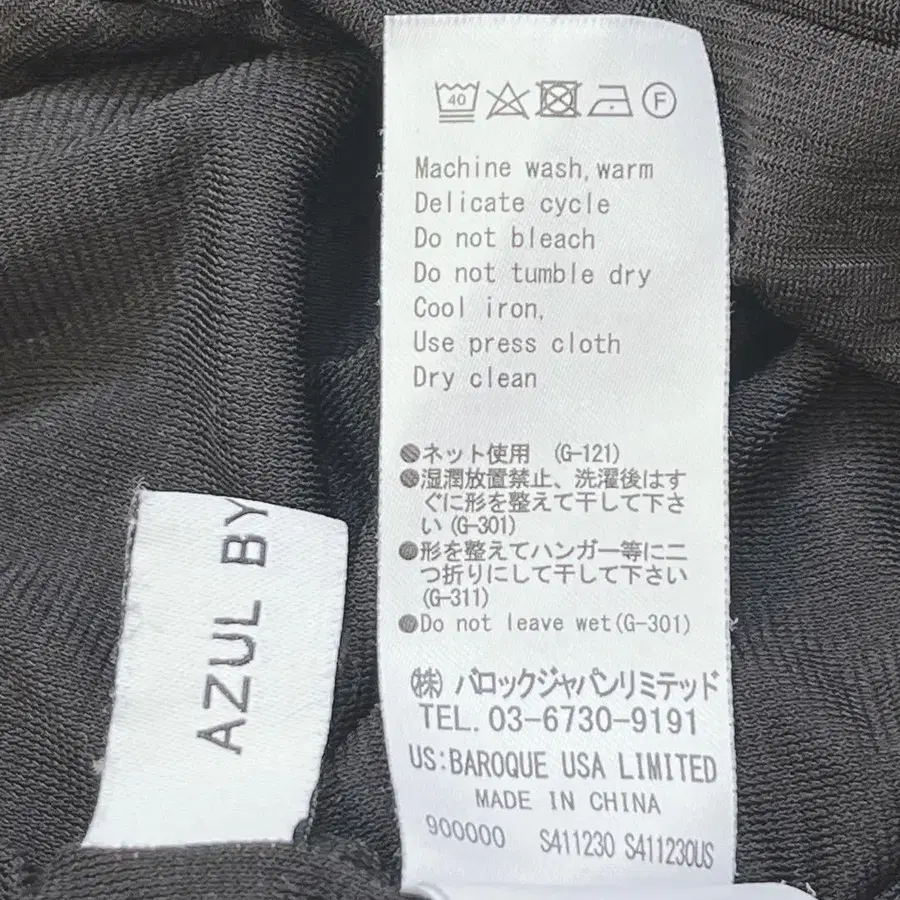 40
F
Machine wash, warm
Delicate cycle
Do not bleach
Do not tumble dry
Cool iron,
Use press cloth
Dry clean
●ネット使用 (G-121)
●湿潤放置禁止、洗濯後はす
ぐに形を整えて干して下さ
い(G-301)
●形を整えてハンガー等に二
つ折りにして干して下さい
(G-311)
●Do not leave wet(G-301)
(株) バロックジャパンリミテッド
TEL. 03-6730-9191
US:BAROQUE USA LIMITED
MADE IN CHINA
900000 S411230 S411230US
AZUL BY